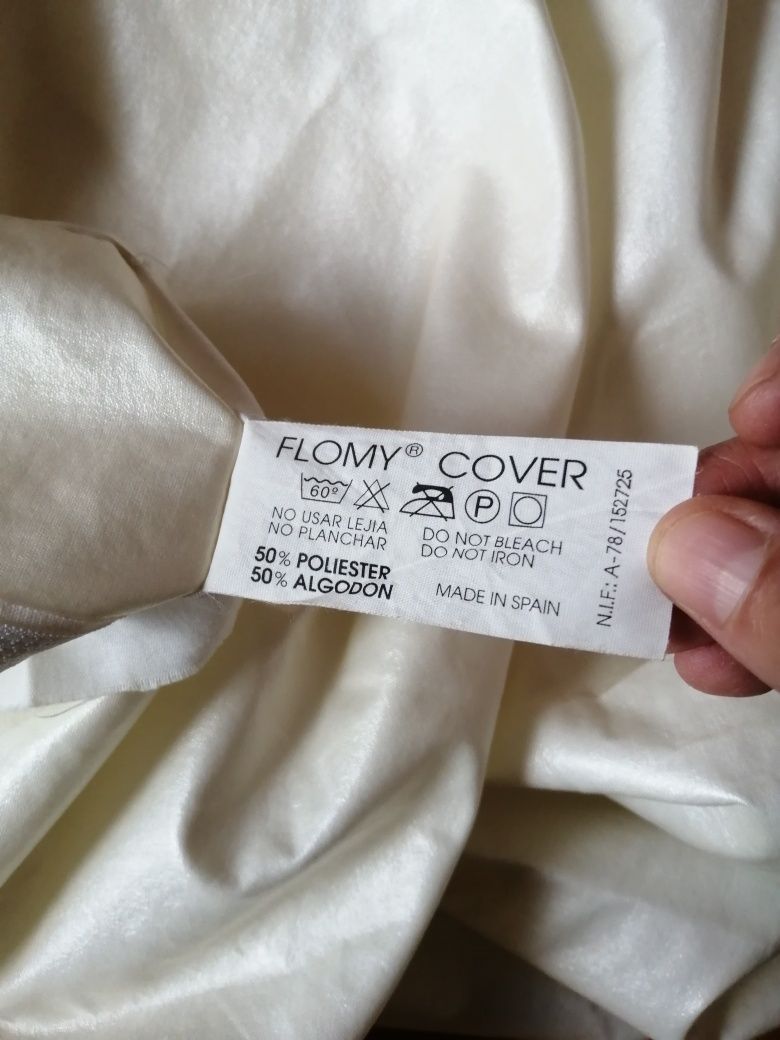 FLOMY® COVER
60º P
NO USAR LEJIA
NO PLANCHAR
DO NOT BLEACH
DO NOT IRON
50% POLIESTER
50% ALGODON
MADE IN SPAIN
N.I.F.: A-78/152725